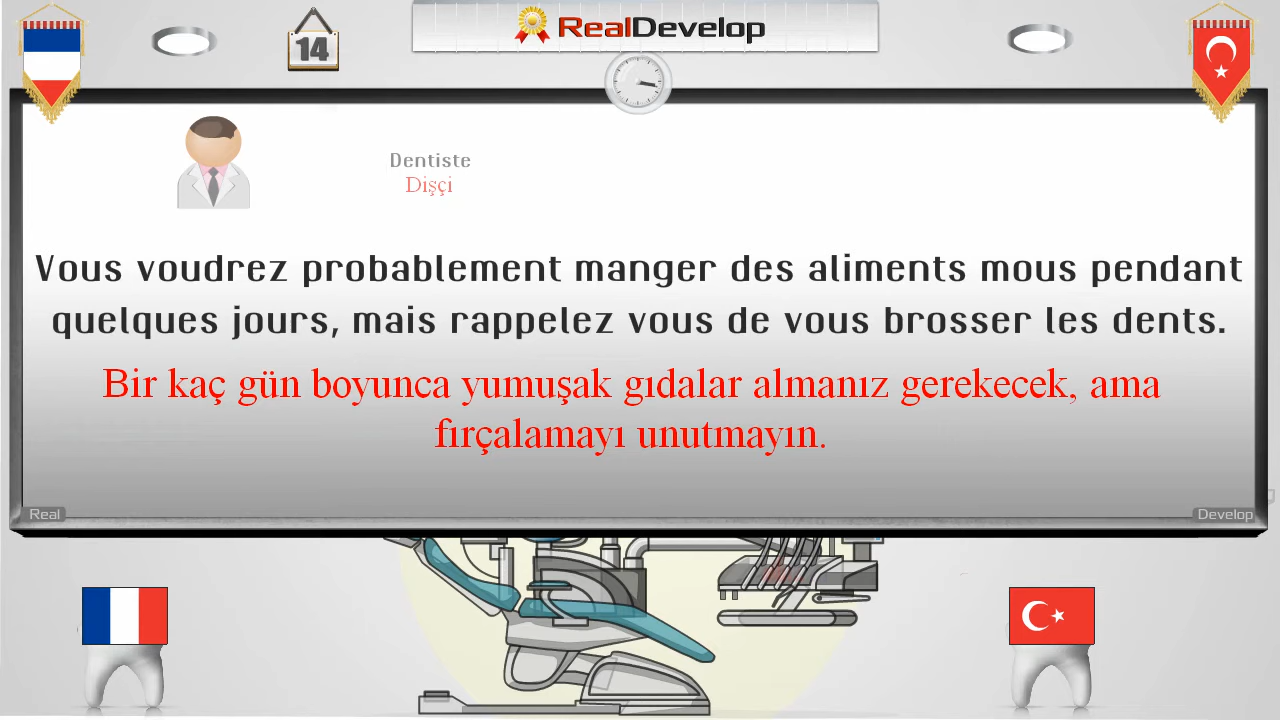 14
RealDevelop
Dentiste
Dişçi
Vous voudrez probablement manger des aliments mous pendant
quelques jours, mais rappelez vous de vous brosser les dents.
Bir kaç gün boyunca yumuşak gıdalar almanız gerekecek, ama
fırçalamayı unutmayın.
Real
Develop